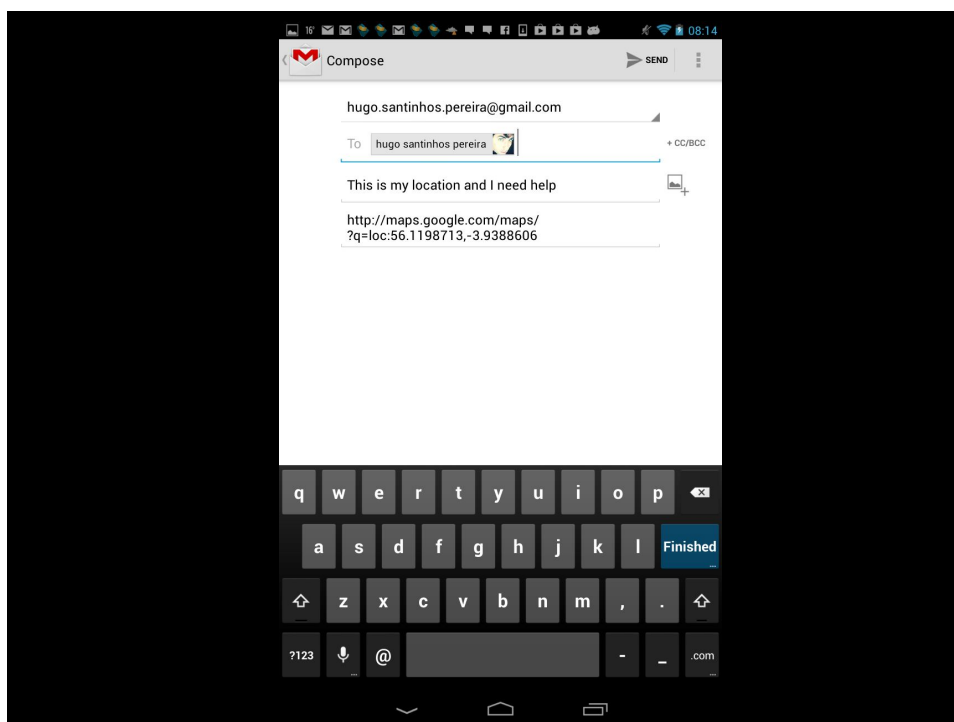 16° 08:14
Compose SEND
hugo.santinhos.pereira@gmail.com
To hugo santinhos pereira + CC/BCC
This is my location and I need help
http://maps.google.com/maps/
?q=loc:56.1198713,-3.9388606
q w e r t y u i o p
a s d f g h j k l Finished
z x c v b n m , .
?123 @ - _ .com